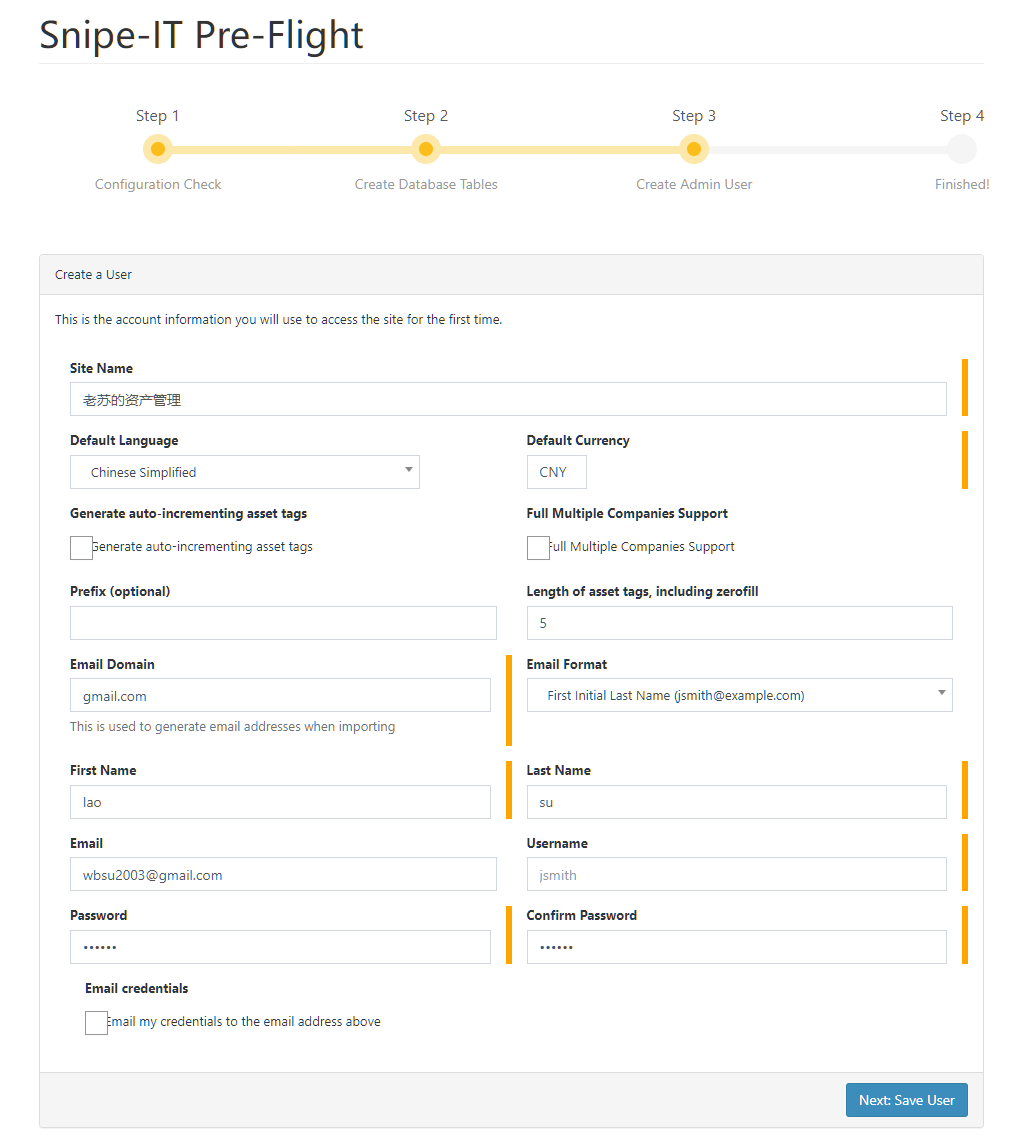 Snipe-IT Pre-Flight
Step 1 Step 2 Step 3 Step 4
Configuration Check Create Database Tables Create Admin User Finished!
Create a User
This is the account information you will use to access the site for the first time.
Site Name
老苏的资产管理
Default Language Default Currency
Chinese Simplified CNY
Generate auto-incrementing asset tags Full Multiple Companies Support
Generate auto-incrementing asset tags Full Multiple Companies Support
Prefix (optional) Length of asset tags, including zerofill
5
Email Domain Email Format
gmail.com First Initial Last Name (jsmith@example.com)
This is used to generate email addresses when importing
First Name Last Name
lao su
Email Username
wbsu2003@gmail.com jsmith
Password Confirm Password
•••••• ••••••
Email credentials
Email my credentials to the email address above
Next: Save User